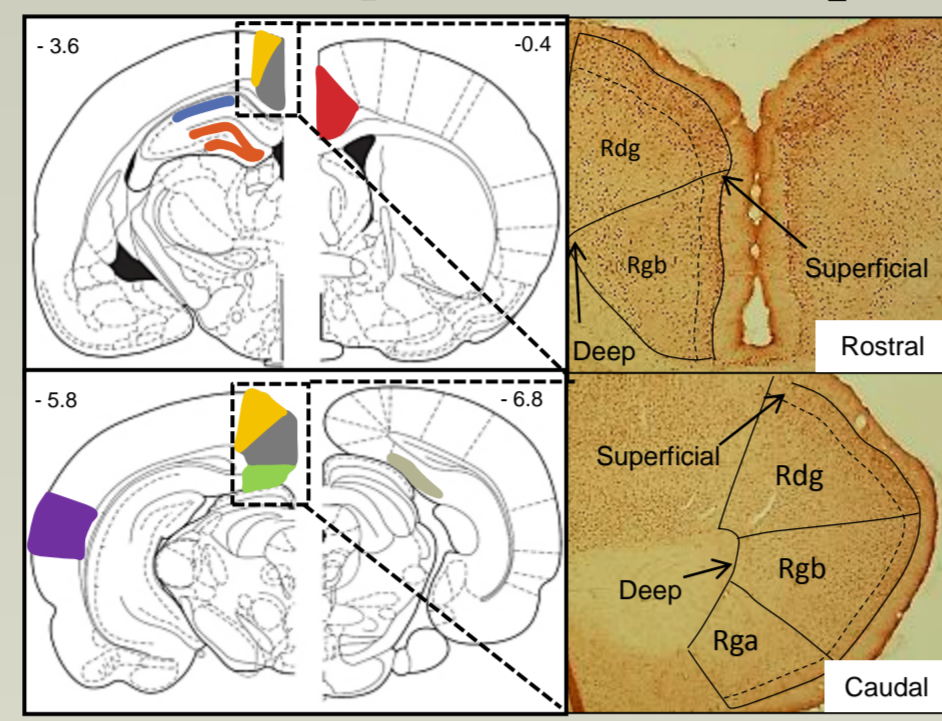 - 3.6
-0.4
Rdg
Rgb
Superficial
Deep
Rostral
- 5.8
- 6.8
Superficial
Rdg
Deep
Rgb
Rga
Caudal